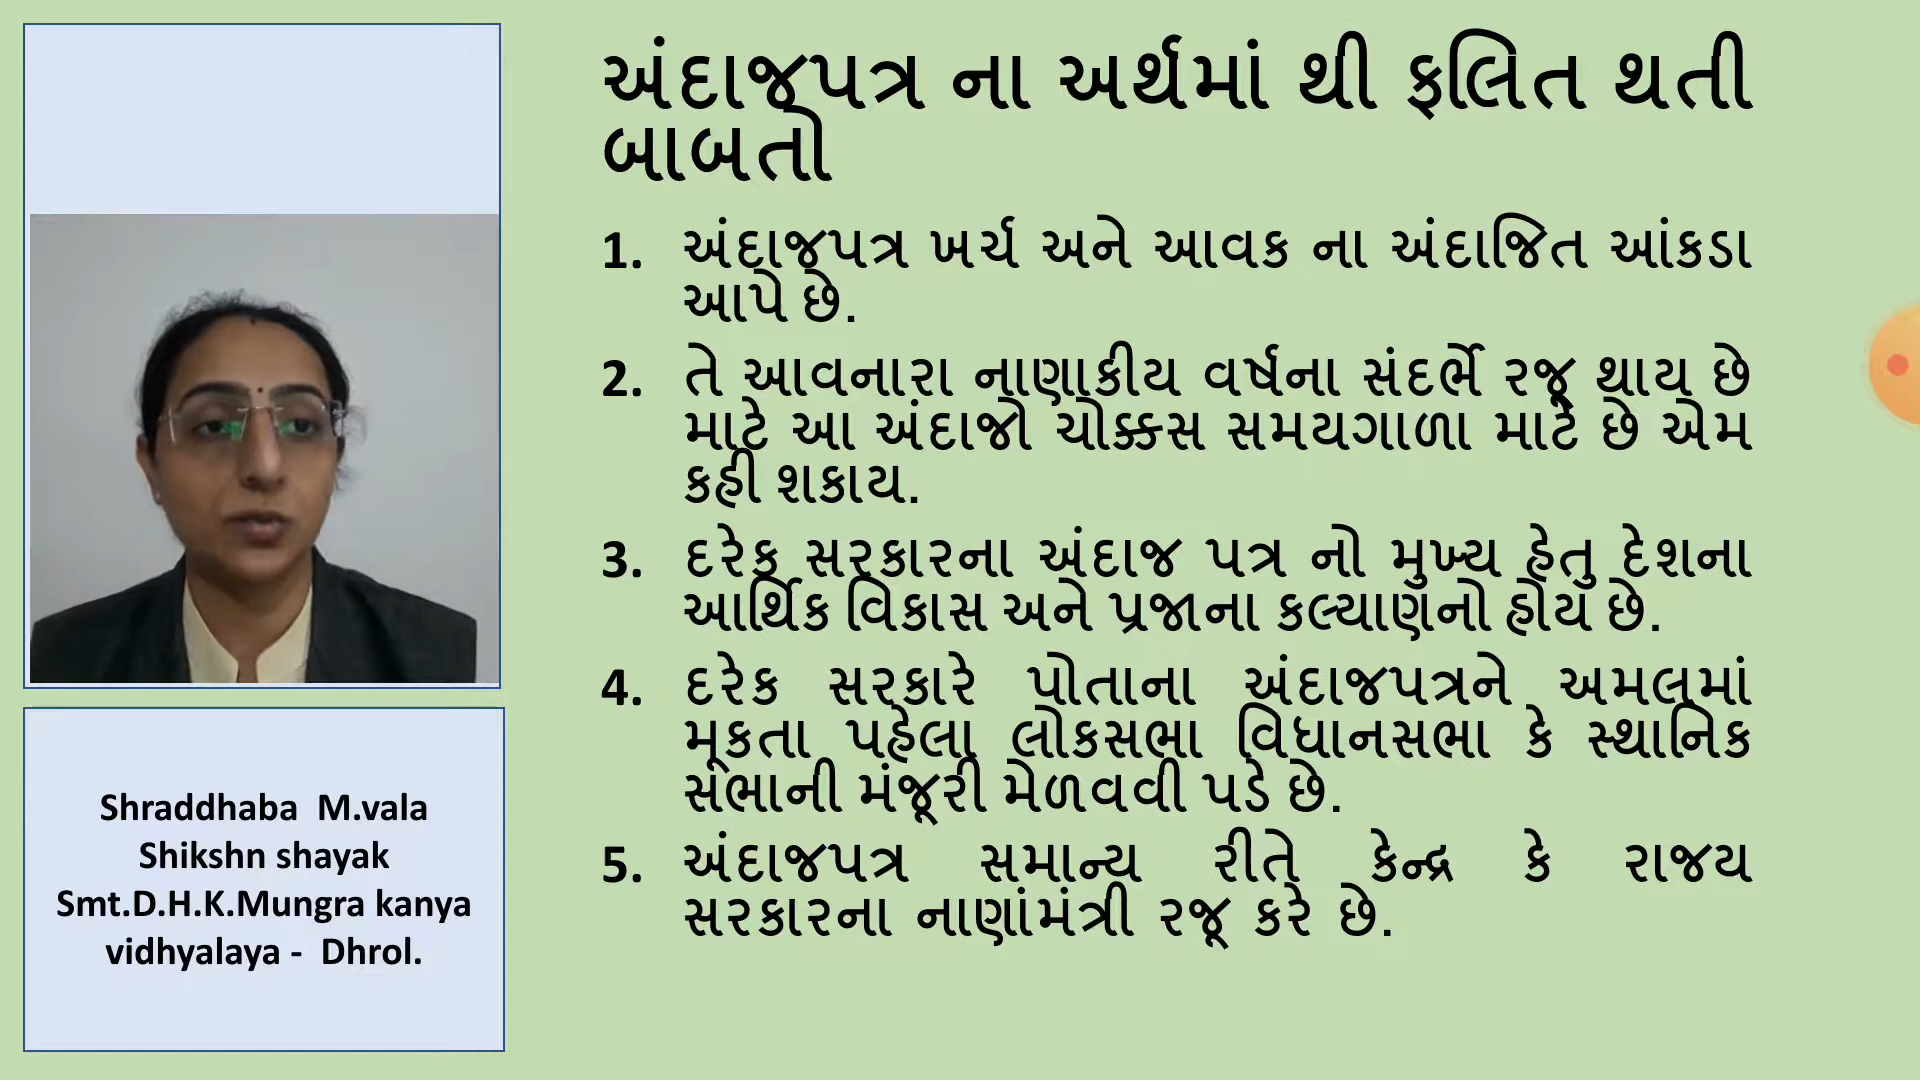 અંદાજપત્ર ના અર્થમાં થી ફલિત થતી
બાબતો
1. અંદાજપત્ર ખર્ચ અને આવક ના અંદાજિત આંકડા
આપે છે.
2. તે આવનારા નાણાકીય વર્ષના સંદર્ભે રજૂ થાય છે
માટે આ અંદાજો ચોક્કસ સમયગાળા માટે છે એમ
કહી શકાય.
3. દરેક સરકારના અંદાજ પત્ર નો મુખ્ય હેતુ દેશના
આર્થિક વિકાસ અને પ્રજાના કલ્યાણનો હોય છે.
4. દરેક સરકારે પોતાના અંદાજપત્રને અમલમાં
મૂકતા પહેલા લોકસભા વિધાનસભા કે સ્થાનિક
સભાની મંજૂરી મેળવવી પડે છે.
5. અંદાજપત્ર સમાન્ય રીતે કેન્દ્ર કે રાજય
સરકારના નાણાંમંત્રી રજૂ કરે છે.
Shraddhaba M.vala
Shikshn shayak
Smt.D.H.K.Mungra kanya
vidhyalaya - Dhrol.